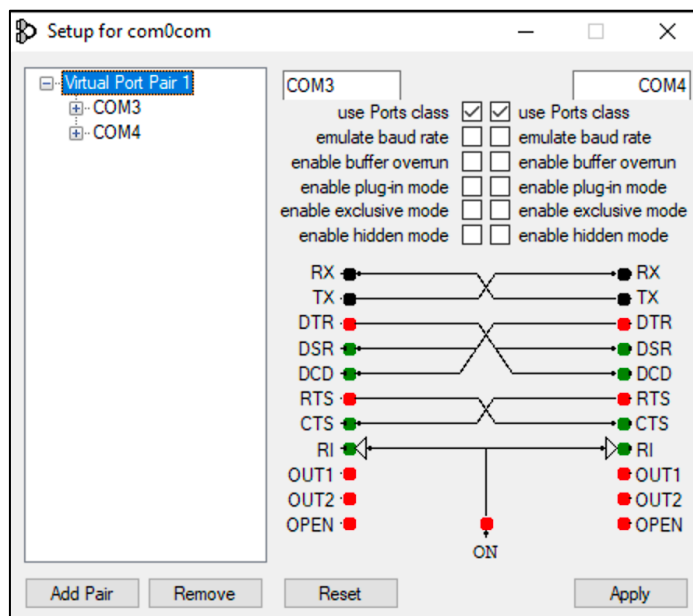 Setup for com0com
Virtual Port Pair 1
COM3
COM4
COM3 COM4
use Ports class use Ports class
emulate baud rate emulate baud rate
enable buffer overrun enable buffer overrun
enable plug-in mode enable plug-in mode
enable exclusive mode enable exclusive mode
enable hidden mode enable hidden mode
RX RX
TX TX
DTR DTR
DSR DSR
DCD DCD
RTS RTS
CTS CTS
RI RI
OUT1 OUT1
OUT2 OUT2
OPEN OPEN
ON
Add Pair Remove Reset Apply